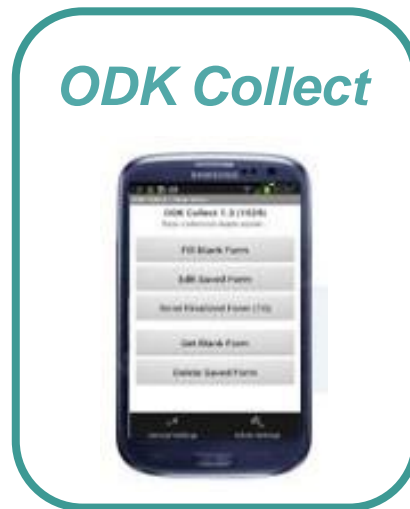 ODK Collect
SAMSUNG
ODK Collect 1.3 (1028)
Fill Blank Form
Edit Saved Form
Send Finalized Form (10)
Get Blank Form
Delete Saved Form